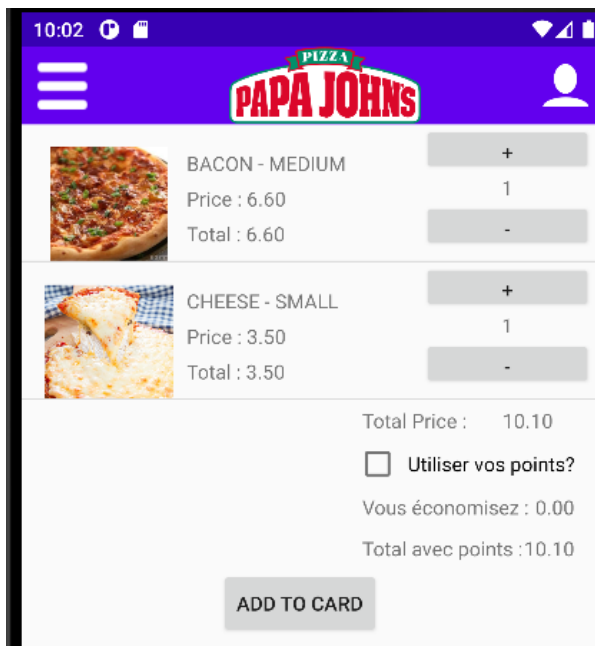 10:02
PIZZA
PAPA JOHN'S
BACON - MEDIUM
Price : 6.60
Total : 6.60
+
1
-
CHEESE - SMALL
Price : 3.50
Total : 3.50
+
1
-
Total Price : 10.10
Utiliser vos points?
Vous économisez : 0.00
Total avec points :10.10
ADD TO CARD